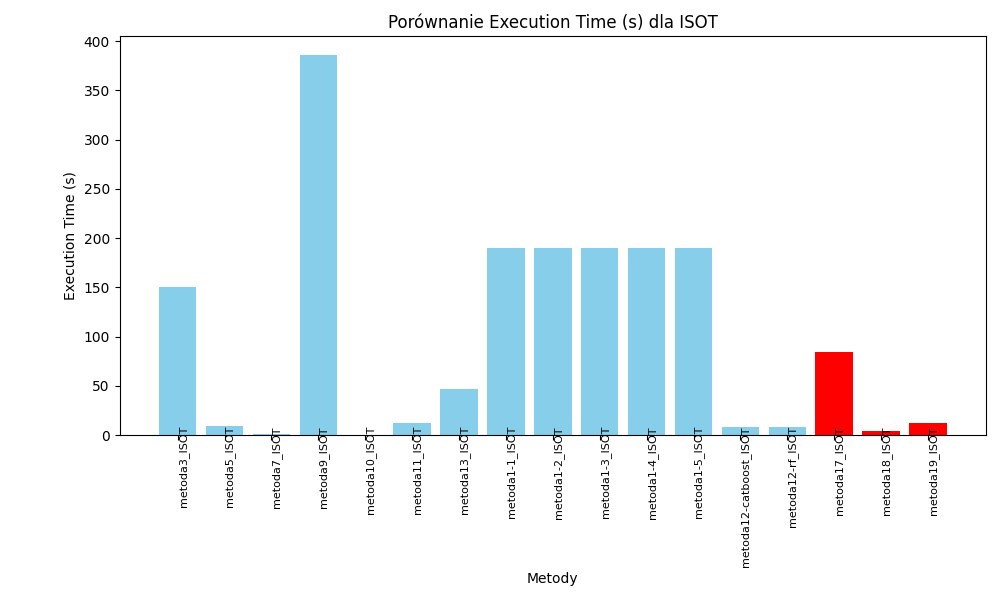 Porównanie Execution Time (s) dla ISOT
Execution Time (s)
400
350
300
250
200
150
100
50
0
metoda3_ISOT
metoda5_ISOT
metoda7_ISOT
metoda9_ISOT
metoda10_ISOT
metoda11_ISOT
metoda13_ISOT
metoda1-1_ISOT
metoda1-2_ISOT
metoda1-3_ISOT
metoda1-4_ISOT
metoda1-5_ISOT
metoda12-catboost_ISOT
metoda12-rf_ISOT
metoda17_ISOT
metoda18_ISOT
metoda19_ISOT
Metody